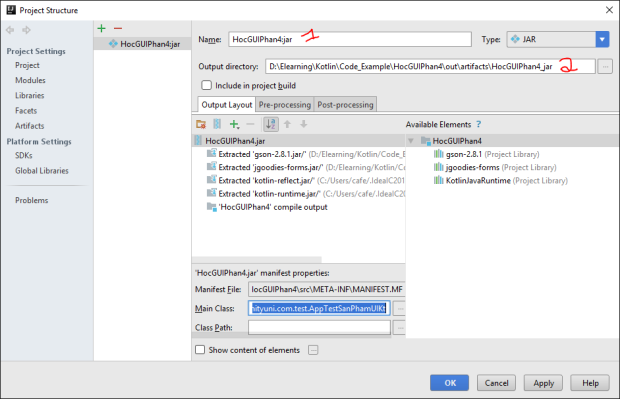 Project Structure
Project Settings
Project
Modules
Libraries
Facets
Artifacts
Platform Settings
SDKs
Global Libraries
Problems
HocGUIPhan4:jar
Name: HocGUIPhan4:jar 1 Type: JAR
Output directory: D:\Elearning\Kotlin\Code_Example\HocGUIPhan4\out\artifacts\HocGUIPhan4_jar 2 ...
Include in project build
Output Layout Pre-processing Post-processing
Available Elements ?
HocGUIPhan4.jar
Extracted 'gson-2.8.1.jar/' (D:/Elearning/Kotlin/Code_E
Extracted 'jgoodies-forms.jar/' (D:/Elearning/Kotlin/Co
Extracted 'kotlin-reflect.jar/' (C:/Users/cafe/.IdeaIC201
Extracted 'kotlin-runtime.jar/' (C:/Users/cafe/.IdeaIC20
'HocGUIPhan4' compile output
HocGUIPhan4
gson-2.8.1 (Project Library)
jgoodies-forms (Project Library)
KotlinJavaRuntime (Project Library)
'HocGUIPhan4.jar' manifest properties:
Manifest File: locGUIPhan4\src\META-INF\MANIFEST.MF
Main Class: nityuni.com.test.AppTestSanPhamUIKt ...
Class Path: ...
Show content of elements ...
OK Cancel Apply Help